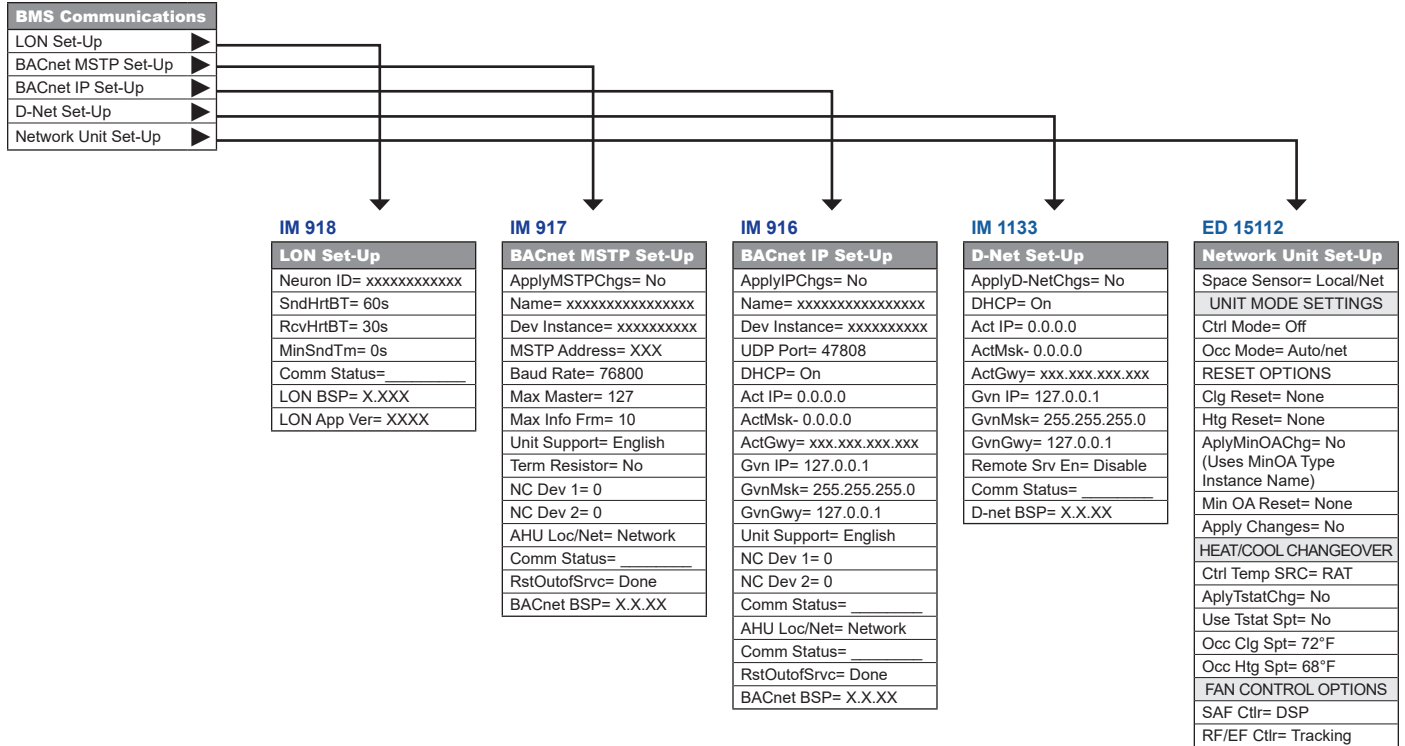 BMS Communications
LON Set-Up
BACnet MSTP Set-Up
BACnet IP Set-Up
D-Net Set-Up
Network Unit Set-Up
IM 918
LON Set-Up
Neuron ID= xxxxxxxxxxxx
SndHrtBT= 60s
RcvHrtBT= 30s
MinSndTm= 0s
Comm Status=_________
LON BSP= X.XXX
LON App Ver= XXXX
IM 917
BACnet MSTP Set-Up
ApplyMSTPChgs= No
Name= xxxxxxxxxxxxxxxx
Dev Instance= xxxxxxxxxx
MSTP Address= XXX
Baud Rate= 76800
Max Master= 127
Max Info Frm= 10
Unit Support= English
Term Resistor= No
NC Dev 1= 0
NC Dev 2= 0
AHU Loc/Net= Network
Comm Status= ________
RstOutofSrvc= Done
BACnet BSP= X.X.XX
IM 916
BACnet IP Set-Up
ApplyIPChgs= No
Name= xxxxxxxxxxxxxxxx
Dev Instance= xxxxxxxxxx
UDP Port= 47808
DHCP= On
Act IP= 0.0.0.0
ActMsk- 0.0.0.0
ActGwy= xxx.xxx.xxx.xxx
Gvn IP= 127.0.0.1
GvnMsk= 255.255.255.0
GvnGwy= 127.0.0.1
Unit Support= English
NC Dev 1= 0
NC Dev 2= 0
Comm Status= ________
AHU Loc/Net= Network
Comm Status= ________
RstOutofSrvc= Done
BACnet BSP= X.X.XX
IM 1133
D-Net Set-Up
ApplyD-NetChgs= No
DHCP= On
Act IP= 0.0.0.0
ActMsk- 0.0.0.0
ActGwy= xxx.xxx.xxx.xxx
Gvn IP= 127.0.0.1
GvnMsk= 255.255.255.0
GvnGwy= 127.0.0.1
Remote Srv En= Disable
Comm Status= ________
D-net BSP= X.X.XX
ED 15112
Network Unit Set-Up
Space Sensor= Local/Net
UNIT MODE SETTINGS
Ctrl Mode= Off
Occ Mode= Auto/net
RESET OPTIONS
Clg Reset= None
Htg Reset= None
AplyMinOAChg= No
(Uses MinOA Type
Instance Name)
Min OA Reset= None
Apply Changes= No
HEAT/COOL CHANGEOVER
Ctrl Temp SRC= RAT
AplyTstatChg= No
Use Tstat Spt= No
Occ Clg Spt= 72°F
Occ Htg Spt= 68°F
FAN CONTROL OPTIONS
SAF Ctlr= DSP
RF/EF Ctlr= Tracking